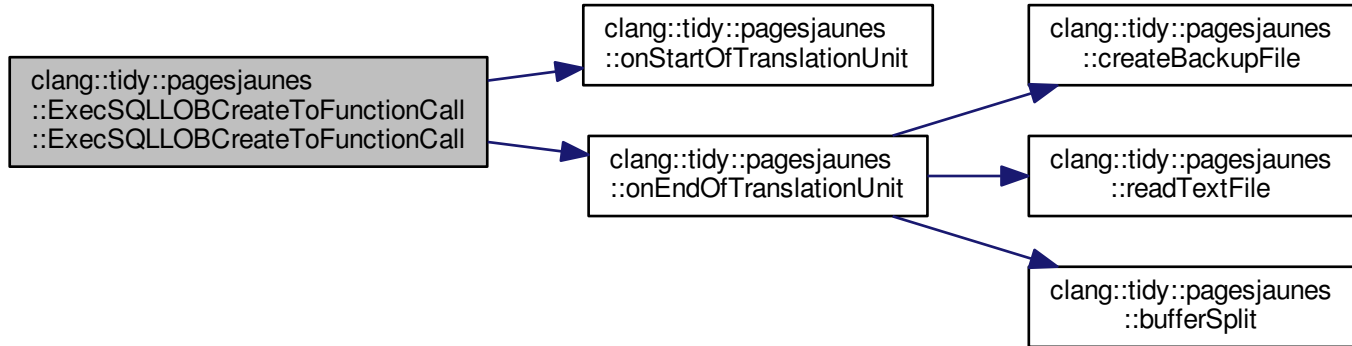 clang::tidy::pagesjaunes
::ExecSQLLOBCreateToFunctionCall
::ExecSQLLOBCreateToFunctionCall
clang::tidy::pagesjaunes
::onStartOfTranslationUnit
clang::tidy::pagesjaunes
::onEndOfTranslationUnit
clang::tidy::pagesjaunes
::createBackupFile
clang::tidy::pagesjaunes
::readTextFile
clang::tidy::pagesjaunes
::bufferSplit